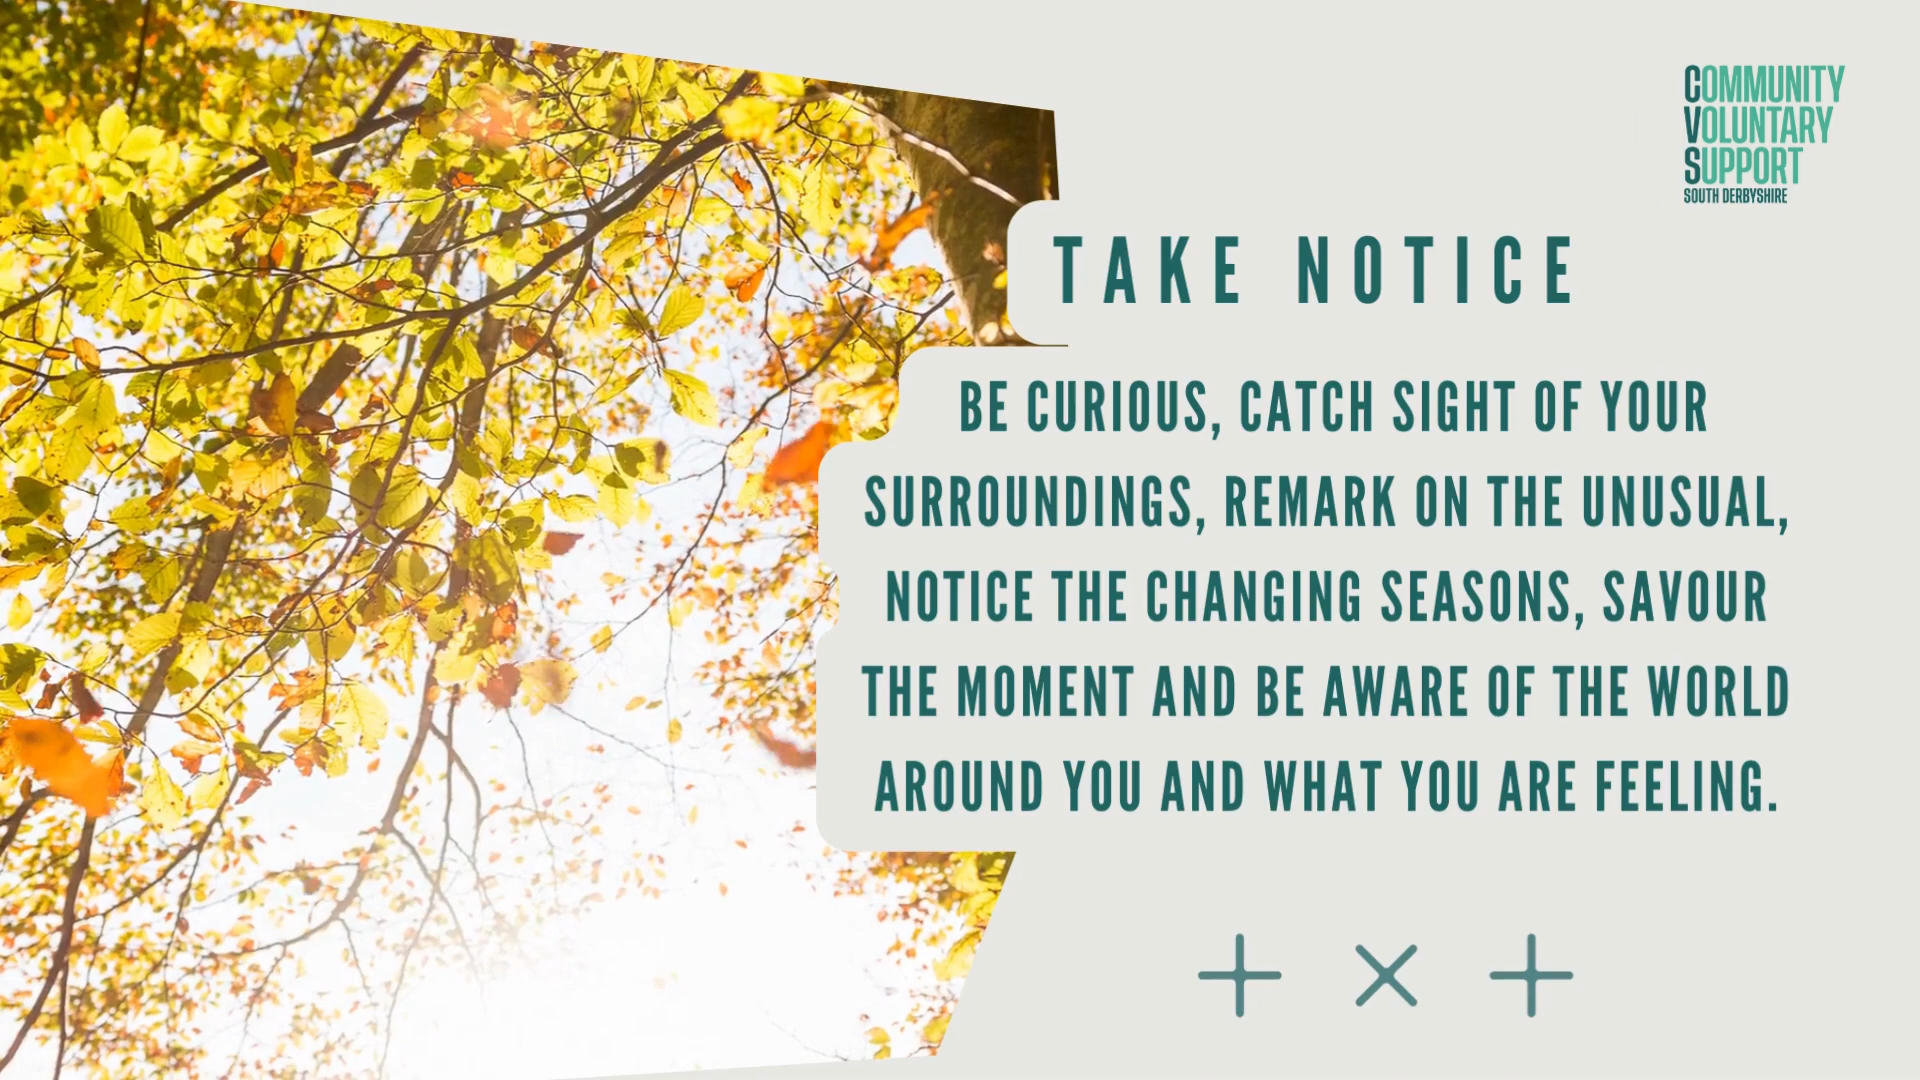 COMMUNITY
VOLUNTARY
SUPPORT
SOUTH DERBYSHIRE
TAKE NOTICE
BE CURIOUS, CATCH SIGHT OF YOUR
SURROUNDINGS, REMARK ON THE UNUSUAL,
NOTICE THE CHANGING SEASONS, SAVOUR
THE MOMENT AND BE AWARE OF THE WORLD
AROUND YOU AND WHAT YOU ARE FEELING.